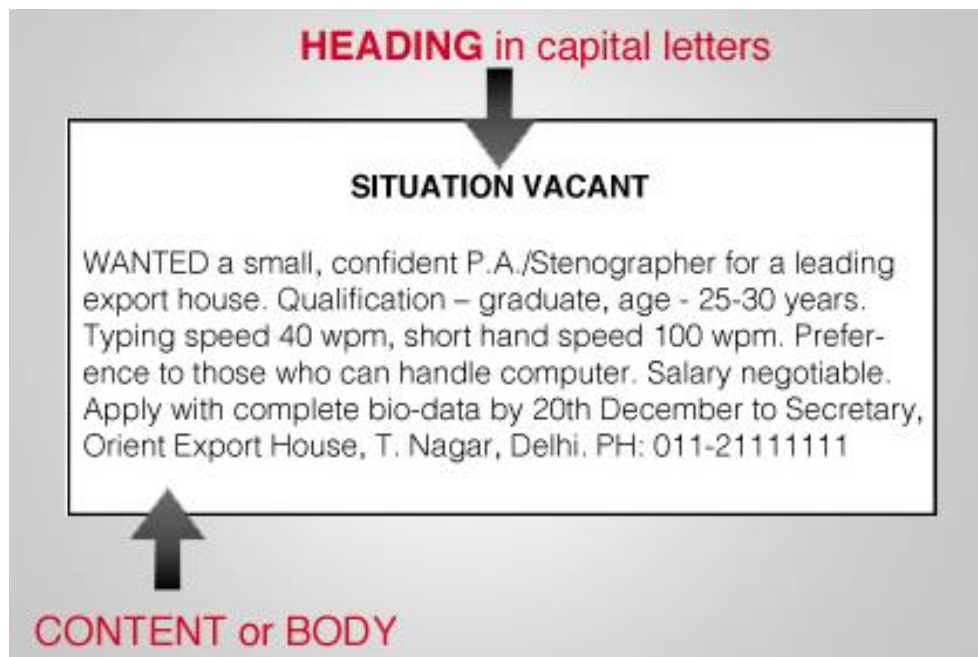 HEADING in capital letters
SITUATION VACANT
WANTED a small, confident P.A./Stenographer for a leading
export house. Qualification – graduate, age - 25-30 years.
Typing speed 40 wpm, short hand speed 100 wpm. Prefer-
ence to those who can handle computer. Salary negotiable.
Apply with complete bio-data by 20th December to Secretary,
Orient Export House, T. Nagar, Delhi. PH: 011-21111111
CONTENT or BODY